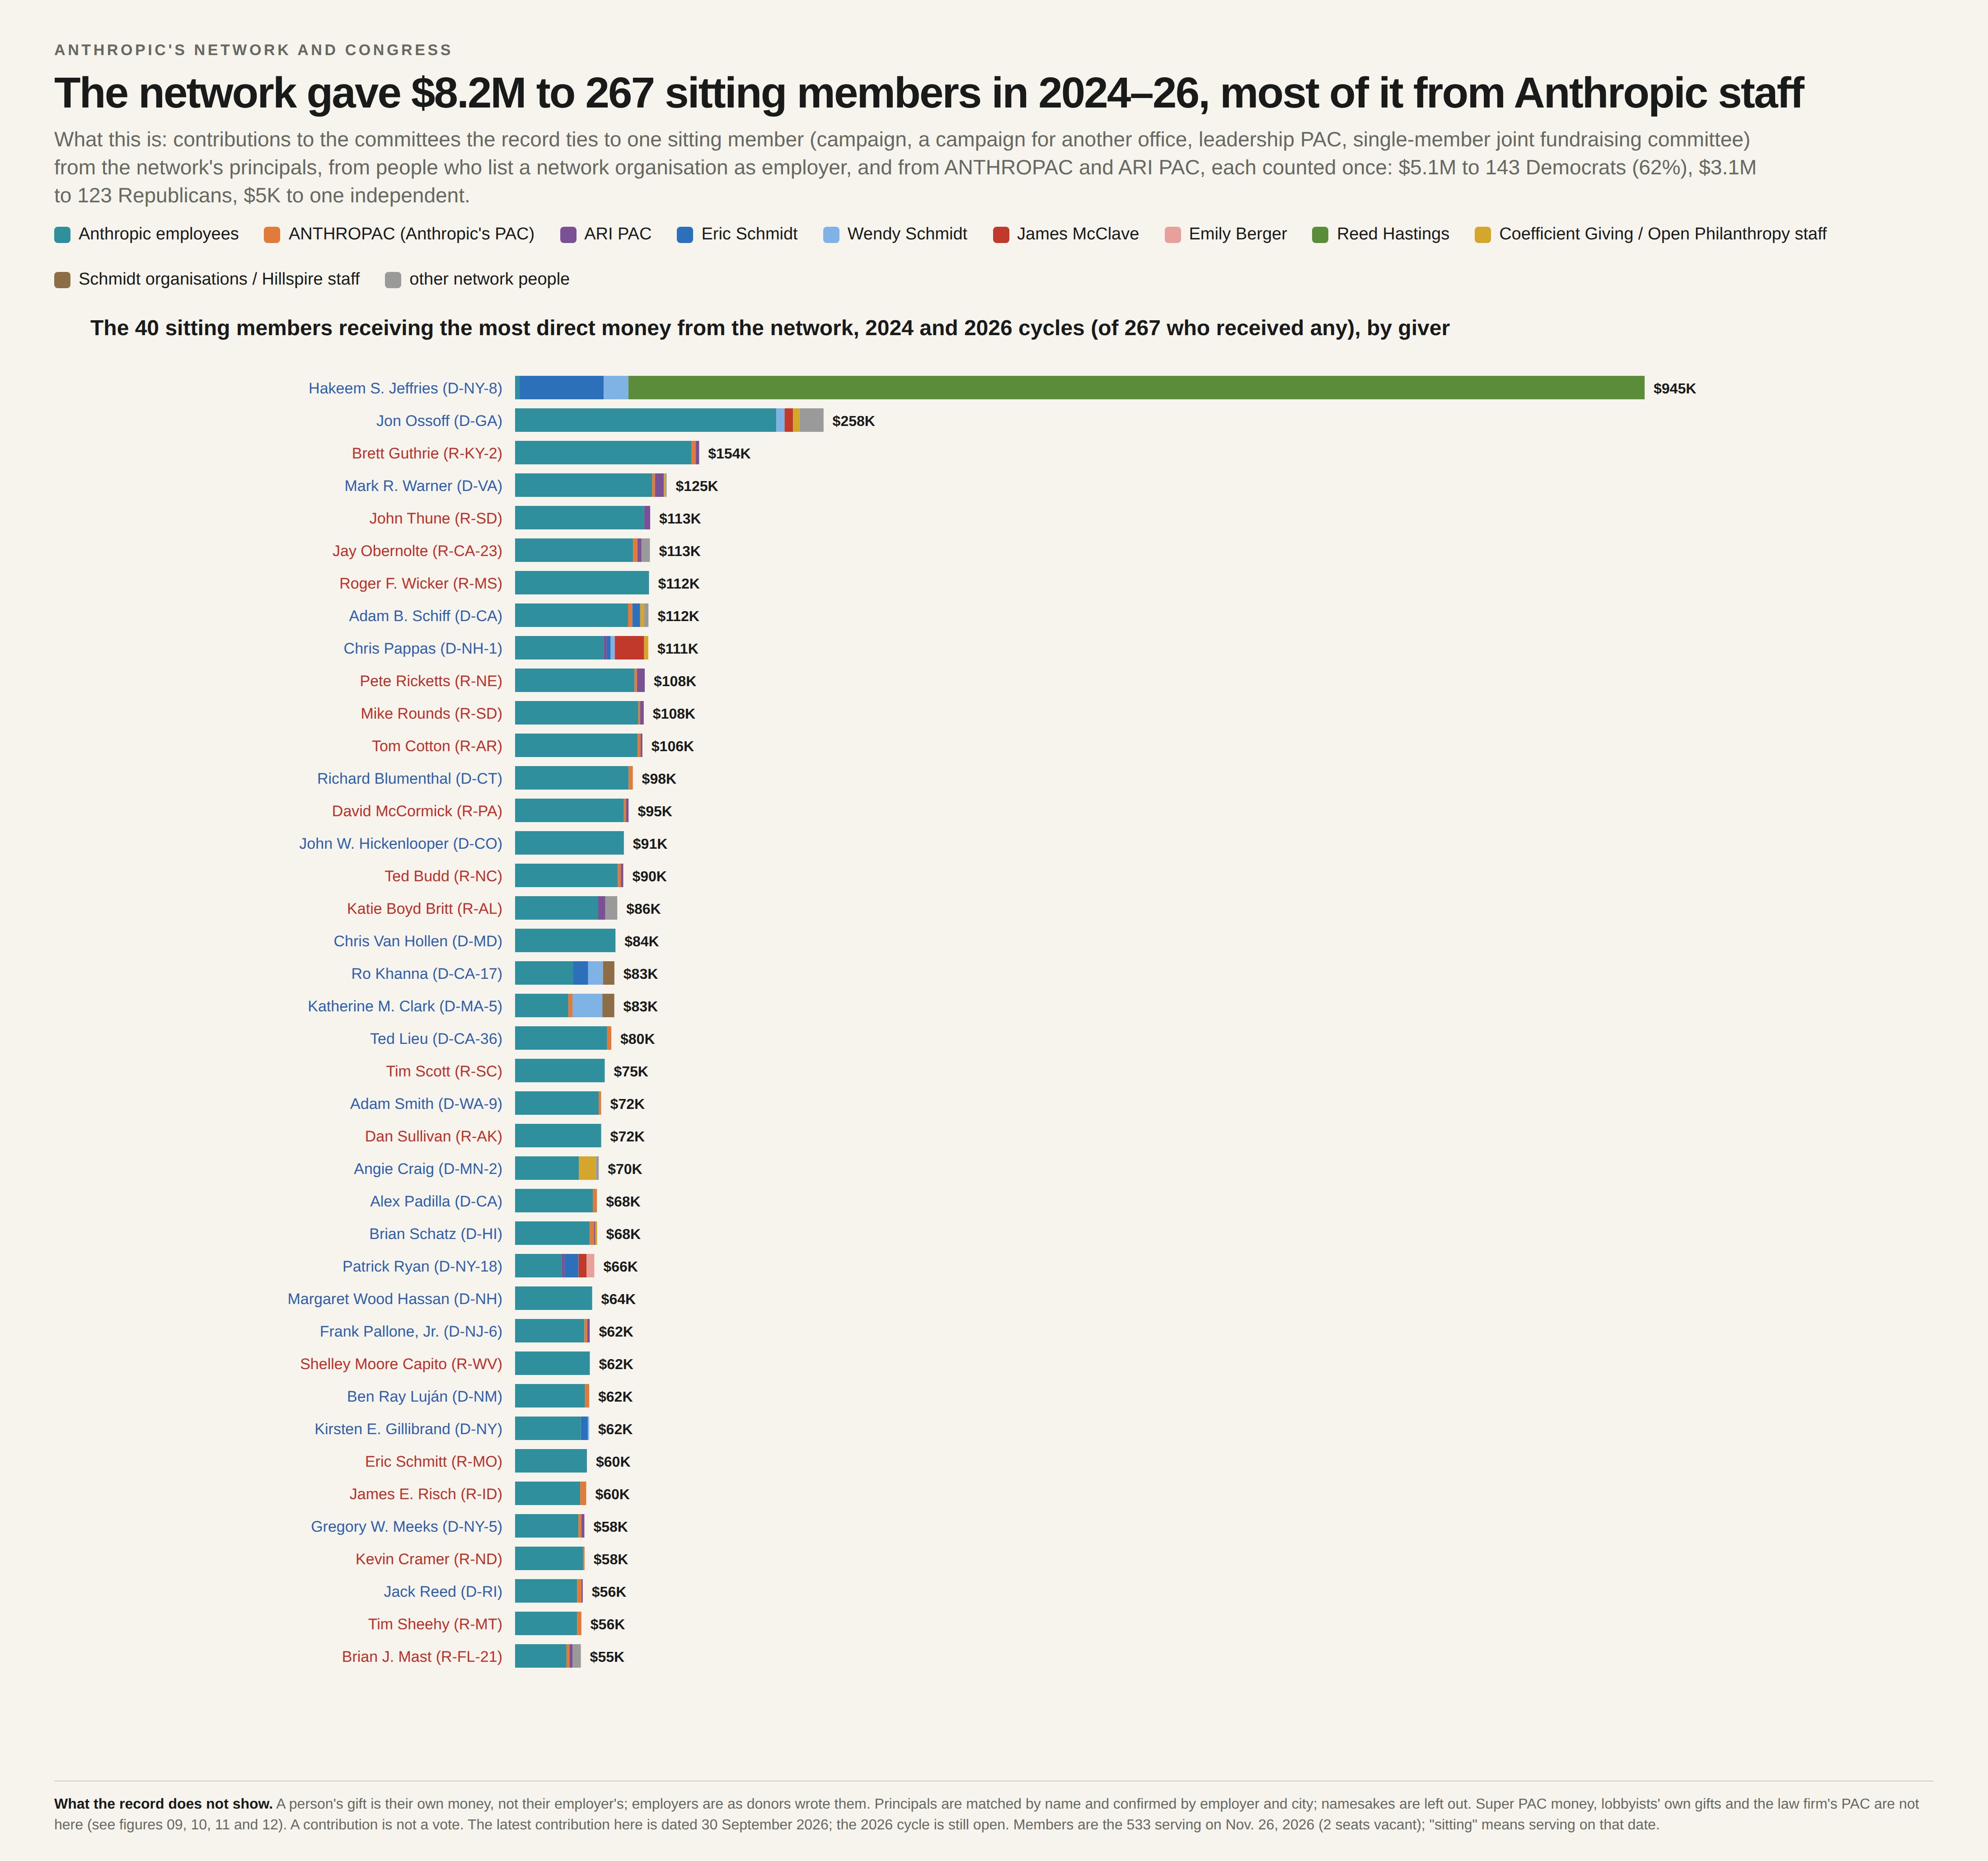 ANTHROPIC'S NETWORK AND CONGRESS
The network gave $8.2M to 267 sitting members in 2024–26, most of it from Anthropic staff
What this is: contributions to the committees the record ties to one sitting member (campaign, a campaign for another office, leadership PAC, single-member joint fundraising committee)
from the network's principals, from people who list a network organisation as employer, and from ANTHROPAC and ARI PAC, each counted once: $5.1M to 143 Democrats (62%), $3.1M
to 123 Republicans, $5K to one independent.
Anthropic employees ANTHROPAC (Anthropic's PAC) ARI PAC Eric Schmidt Wendy Schmidt James McClave Emily Berger Reed Hastings Coefficient Giving / Open Philanthropy staff
Schmidt organisations / Hillspire staff other network people
The 40 sitting members receiving the most direct money from the network, 2024 and 2026 cycles (of 267 who received any), by giver
Hakeem S. Jeffries (D-NY-8) $945K
Jon Ossoff (D-GA) $258K
Brett Guthrie (R-KY-2) $154K
Mark R. Warner (D-VA) $125K
John Thune (R-SD) $113K
Jay Obernolte (R-CA-23) $113K
Roger F. Wicker (R-MS) $112K
Adam B. Schiff (D-CA) $112K
Chris Pappas (D-NH-1) $111K
Pete Ricketts (R-NE) $108K
Mike Rounds (R-SD) $108K
Tom Cotton (R-AR) $106K
Richard Blumenthal (D-CT) $98K
David McCormick (R-PA) $95K
John W. Hickenlooper (D-CO) $91K
Ted Budd (R-NC) $90K
Katie Boyd Britt (R-AL) $86K
Chris Van Hollen (D-MD) $84K
Ro Khanna (D-CA-17) $83K
Katherine M. Clark (D-MA-5) $83K
Ted Lieu (D-CA-36) $80K
Tim Scott (R-SC) $75K
Adam Smith (D-WA-9) $72K
Dan Sullivan (R-AK) $72K
Angie Craig (D-MN-2) $70K
Alex Padilla (D-CA) $68K
Brian Schatz (D-HI) $68K
Patrick Ryan (D-NY-18) $66K
Margaret Wood Hassan (D-NH) $64K
Frank Pallone, Jr. (D-NJ-6) $62K
Shelley Moore Capito (R-WV) $62K
Ben Ray Luján (D-NM) $62K
Kirsten E. Gillibrand (D-NY) $62K
Eric Schmitt (R-MO) $60K
James E. Risch (R-ID) $60K
Gregory W. Meeks (D-NY-5) $58K
Kevin Cramer (R-ND) $58K
Jack Reed (D-RI) $56K
Tim Sheehy (R-MT) $56K
Brian J. Mast (R-FL-21) $55K
What the record does not show. A person's gift is their own money, not their employer's; employers are as donors wrote them. Principals are matched by name and confirmed by employer and city; namesakes are left out. Super PAC money, lobbyists' own gifts and the law firm's PAC are not
here (see figures 09, 10, 11 and 12). A contribution is not a vote. The latest contribution here is dated 30 September 2026; the 2026 cycle is still open. Members are the 533 serving on Nov. 26, 2026 (2 seats vacant); "sitting" means serving on that date.